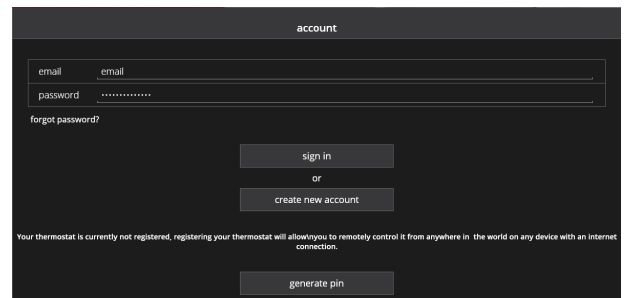 account
email email
password ••••••••••••••
forgot password?
sign in
or
create new account
Your thermostat is currently not registered, registering your thermostat will allow\nyou to remotely control it from anywhere in the world on any device with an internet
connection.
generate pin